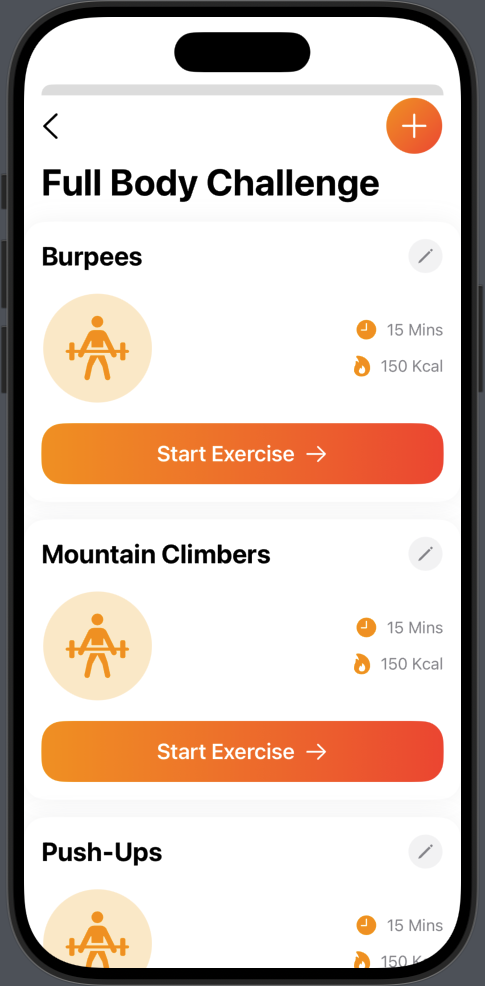 Full Body Challenge
Burpees
15 Mins
150 Kcal
Start Exercise
Mountain Climbers
15 Mins
150 Kcal
Start Exercise
Push-Ups
15 Mins
150